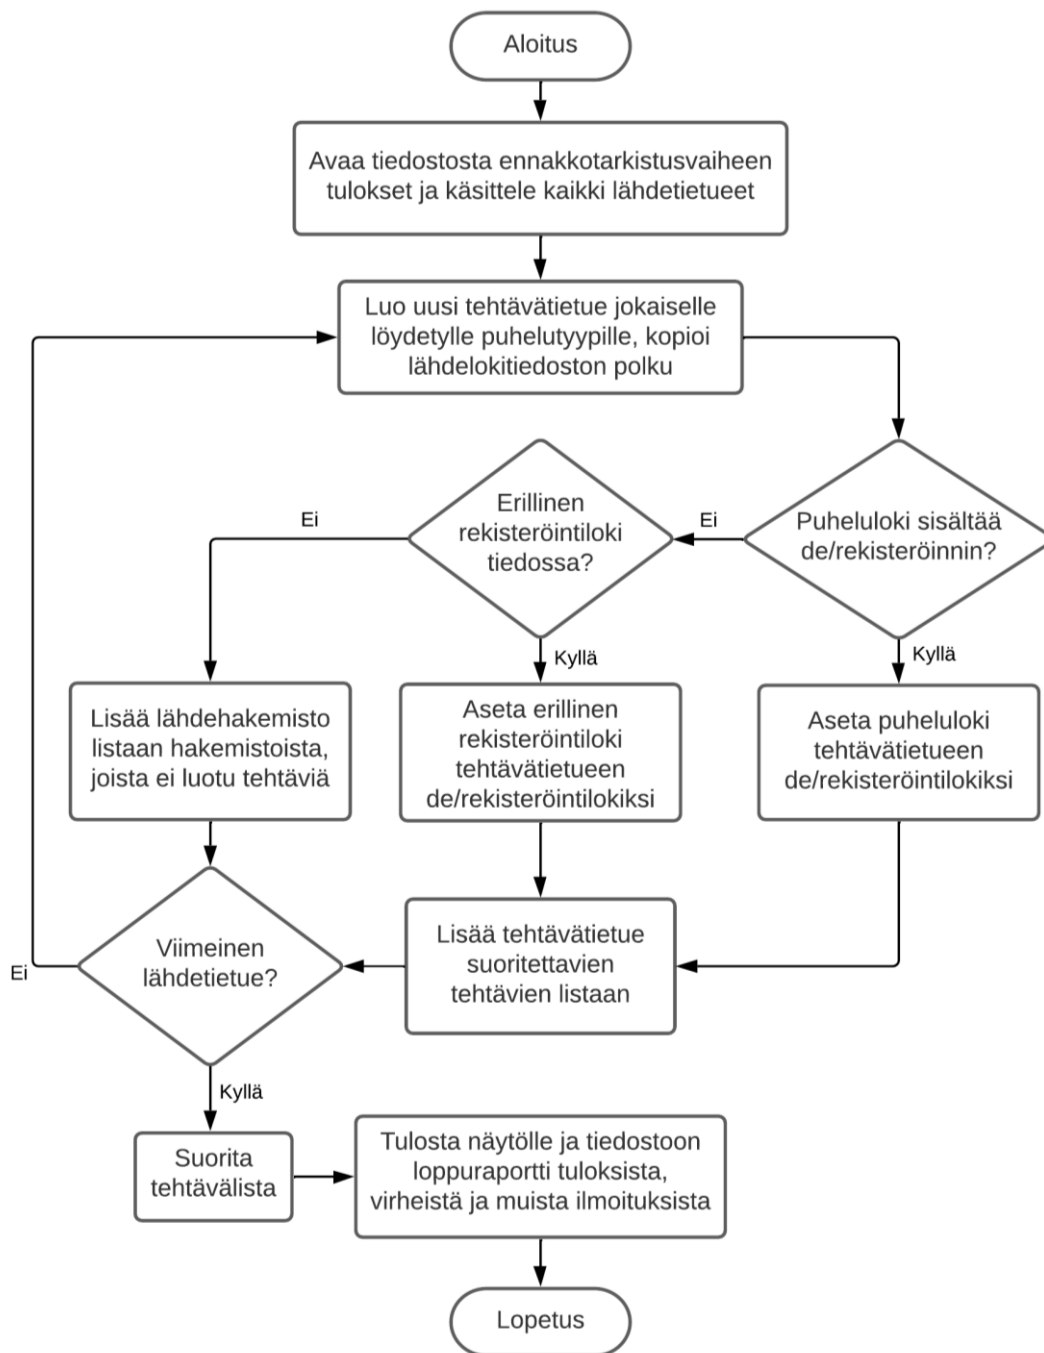 Aloitus
Avaa tiedostosta ennakkotarkistusvaiheen
tulokset ja käsittele kaikki lähdetietueet
Luo uusi tehtävätietue jokaiselle
löydetylle puhelutyypille, kopioi
lähdelokitiedoston polku
Puheluloki sisältää
de/rekisteröinnin?
Ei
Erillinen
rekisteröintiloki
tiedossa?
Ei
Kyllä
Kyllä
Lisää lähdehakemisto
listaan hakemistoista,
joista ei luotu tehtäviä
Aseta erillinen
rekisteröintiloki
tehtävätietueen
de/rekisteröintilokiksi
Aseta puheluloki
tehtävätietueen
de/rekisteröintilokiksi
Viimeinen
lähdetietue?
Ei
Lisää tehtävätietue
suoritettavien
tehtävien listaan
Kyllä
Suorita
tehtävälista
Tulosta näytölle ja tiedostoon
loppuraportti tuloksista,
virheistä ja muista ilmoituksista
Lopetus